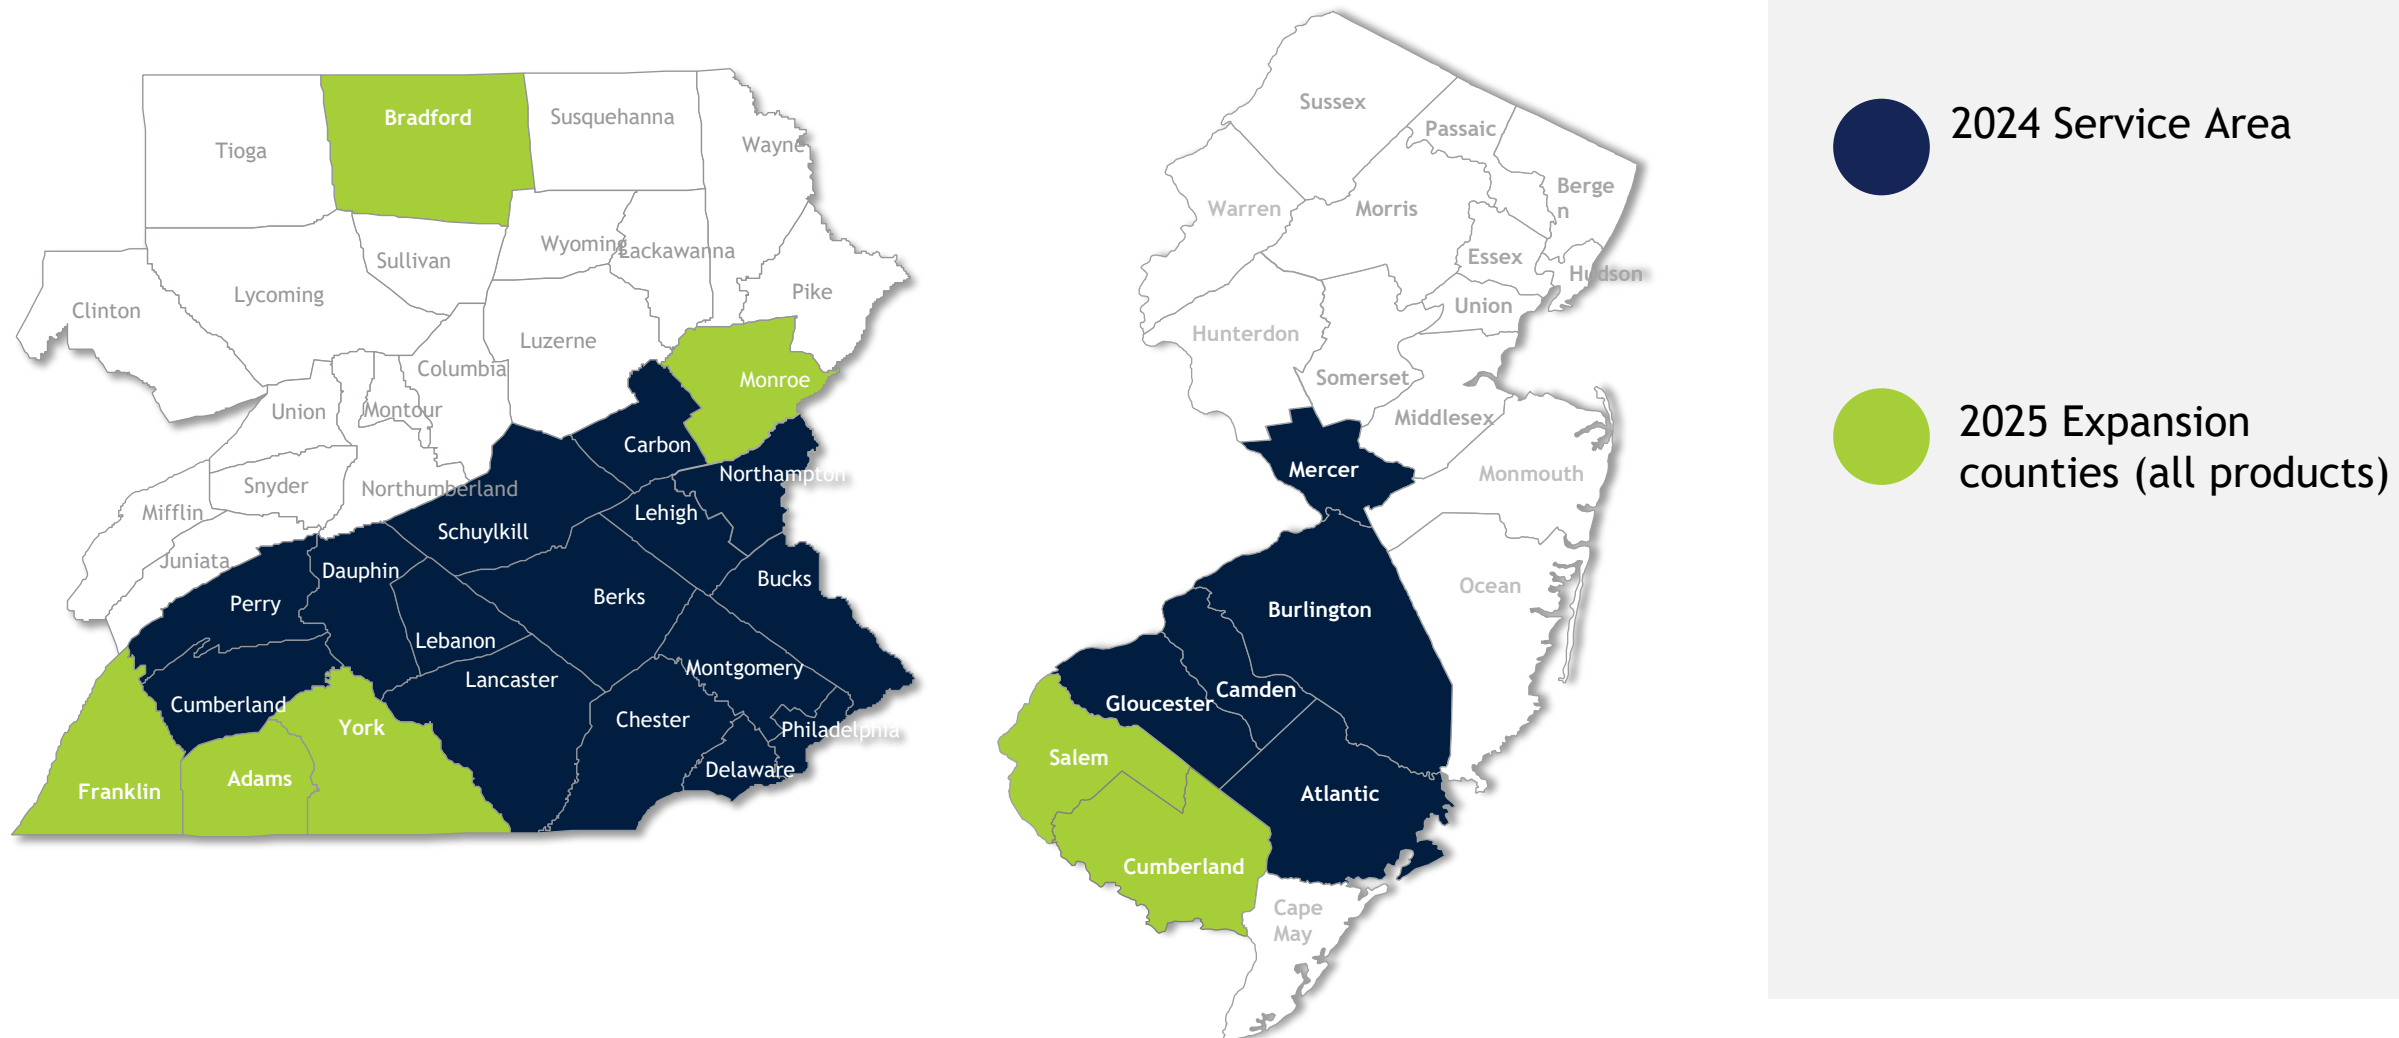 Bradford
Susquehanna
Wayne
Tioga
Wyoming
Lackawanna
Sullivan
Lycoming
Pike
Clinton
Luzerne
Columbia
Monroe
Union
Montour
Carbon
Northampton
Snyder
Northumberland
Mifflin
Lehigh
Schuylkill
Juniata
Dauphin
Bucks
Perry
Berks
Lebanon
Montgomery
Lancaster
Cumberland
Chester
York
Philadelphia
Delaware
Adams
Franklin
Sussex
Passaic
Berge
n
Warren
Morris
Essex
Hudson
Union
Hunterdon
Somerset
Middlesex
Mercer
Monmouth
Ocean
Burlington
Camden
Gloucester
Salem
Atlantic
Cumberland
Cape
May
2024 Service Area
2025 Expansion
counties (all products)